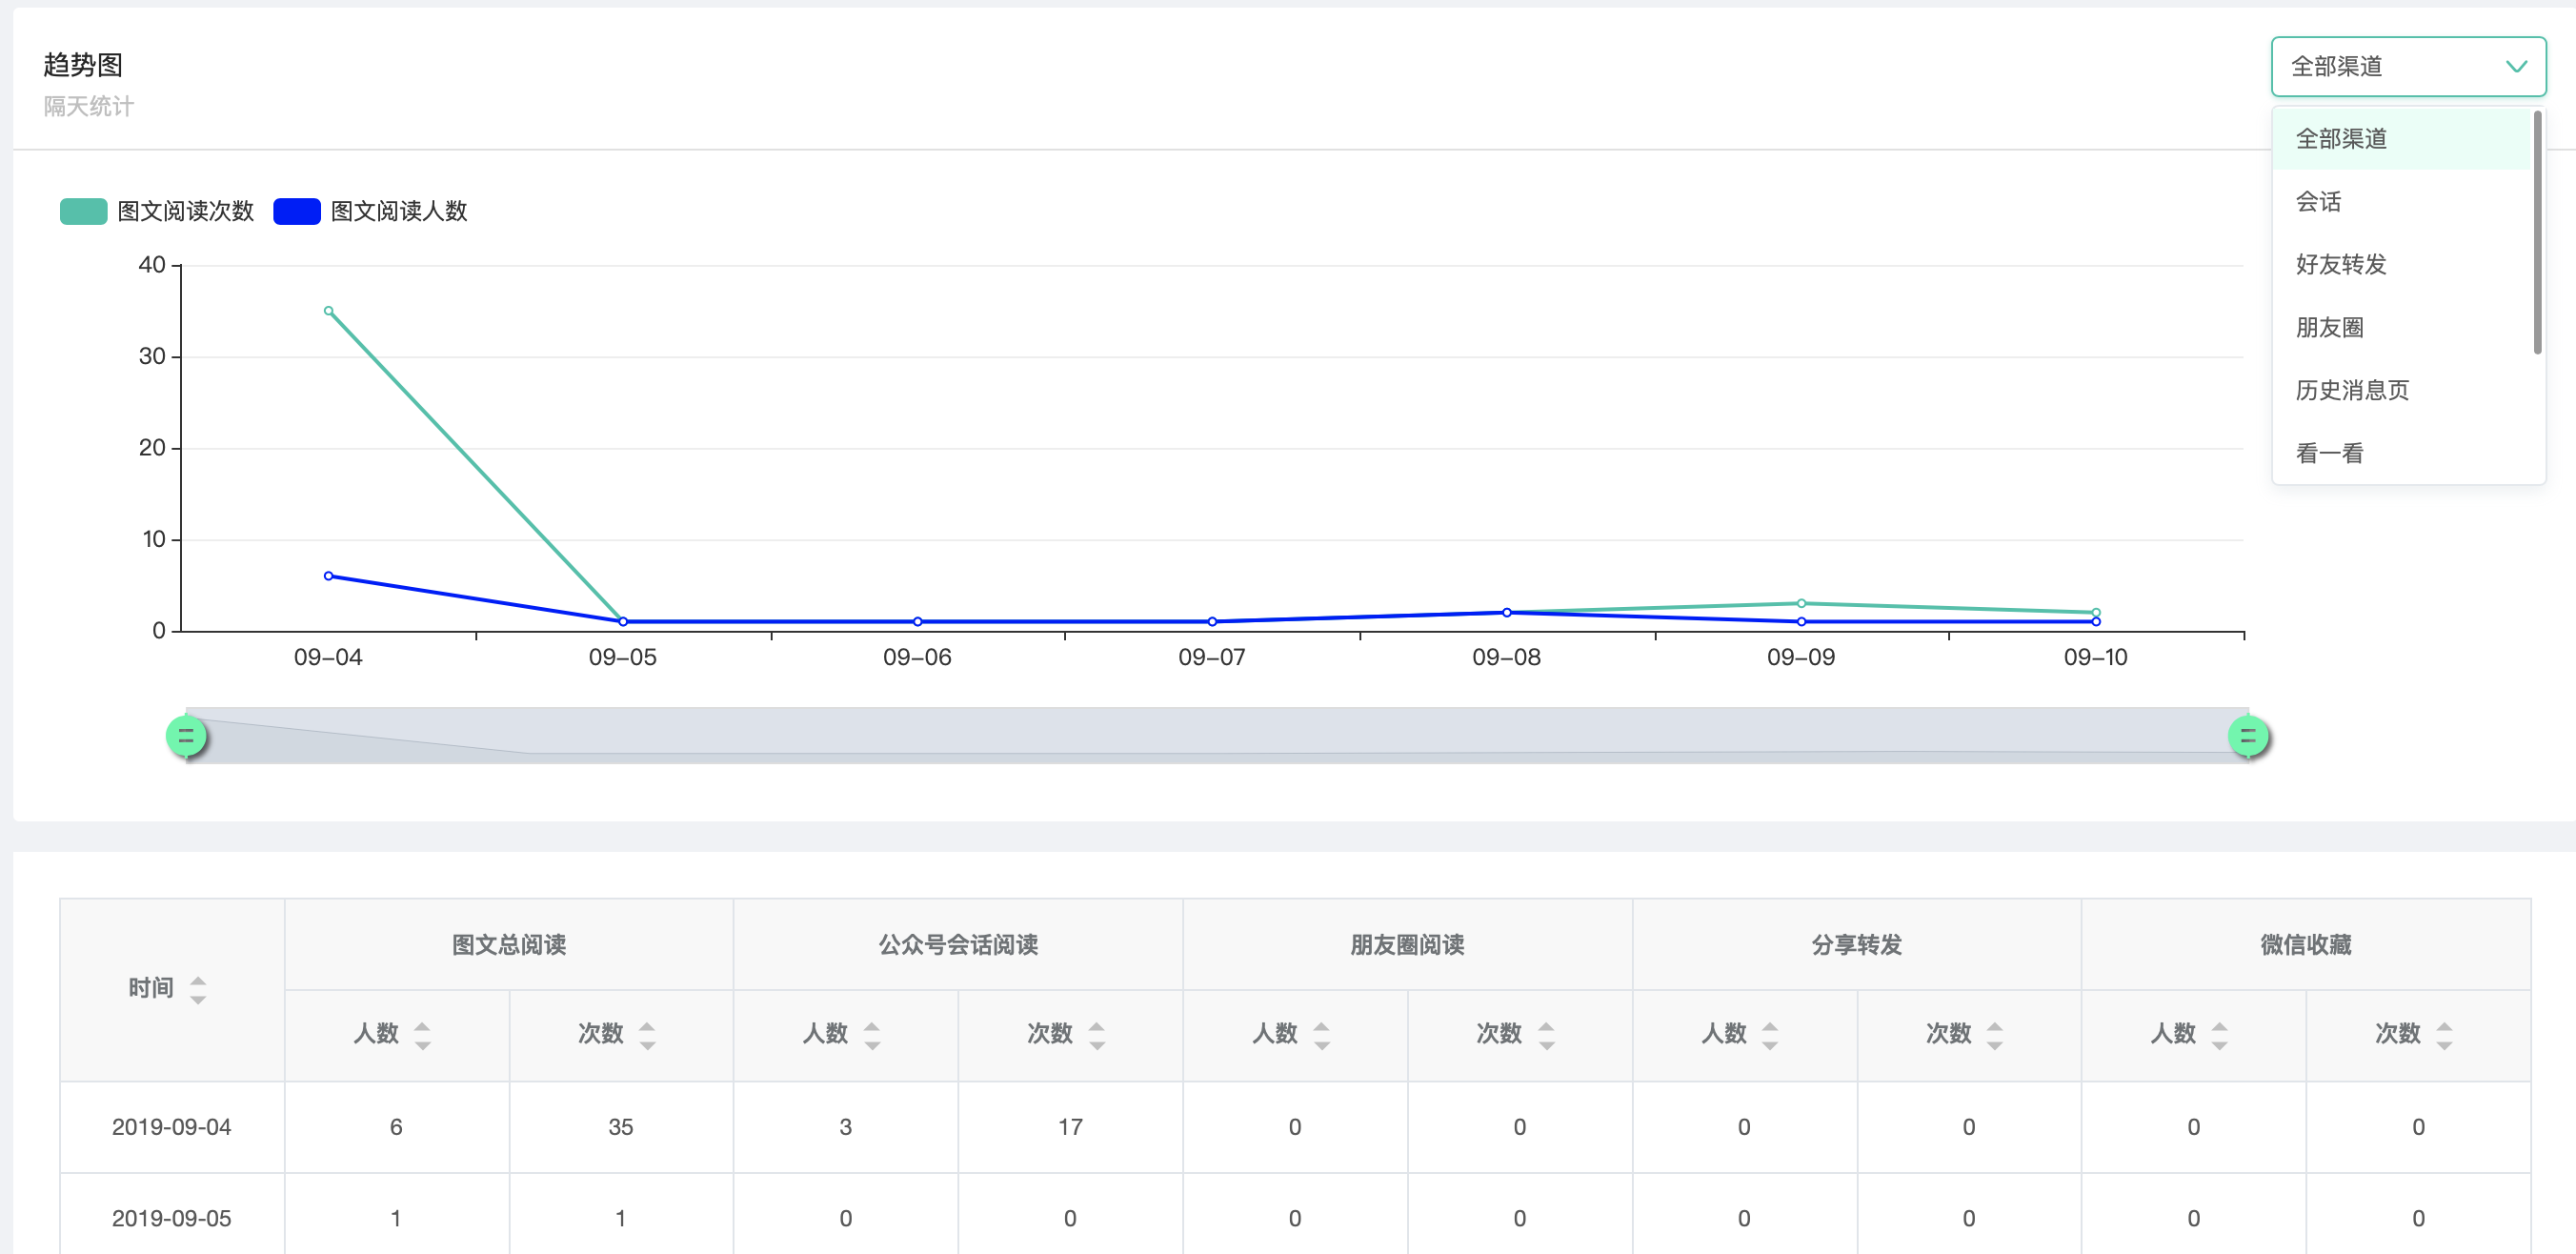 趋势图
隔天统计
全部渠道
全部渠道
会话
好友转发
朋友圈
历史消息页
看一看
图文阅读次数 图文阅读人数
40
30
20
10
0
09-04 09-05 09-06 09-07 09-08 09-09 09-10
时间 图文总阅读 公众号会话阅读 朋友圈阅读 分享转发 微信收藏
人数 次数 人数 次数 人数 次数 人数 次数 人数 次数
2019-09-04 6 35 3 17 0 0 0 0 0 0
2019-09-05 1 1 0 0 0 0 0 0 0 0